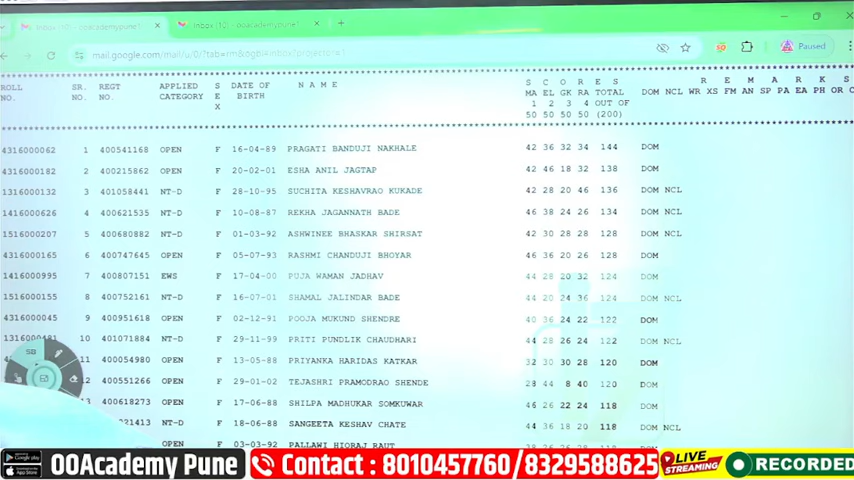 Inbox (10) - ooacademypune1 × Inbox (10) - ooacademypune × +
mail.google.com/mail/u/0/?tab=rm&ogbl#inbox?projector=1 Paused
ROLL NO. SR. NO. REGT NO. APPLIED CATEGORY SEX DATE OF BIRTH N A M E S C O R E S
MA EL GK RA TOTAL R E M A R K S
1 2 3 4 OUT OF DOM NCL WR XS FM AN SP PA EA PH OR
50 50 50 50 (200)
4316000062 1 400541168 OPEN F 16-04-89 PRAGATI BANDUJI NAKHALE 42 36 32 34 144 DOM
4316000182 2 400215862 OPEN F 20-02-01 ESHA ANIL JAGTAP 42 46 18 32 138 DOM
1316000132 3 401058441 NT-D F 28-10-95 SUCHITA KESHAVRAO KUKADE 42 28 20 46 136 DOM NCL
1416000626 4 400621535 NT-D F 10-08-87 REKHA JAGANNATH BADE 46 38 24 26 134 DOM NCL
1516000207 5 400680882 NT-D F 01-03-92 ASHWINEE BHASKAR SHIRSAT 42 30 28 28 128 DOM NCL
4316000165 6 400747645 OPEN F 05-07-93 RASHMI CHANDUJI BHOYAR 46 36 20 26 128 DOM
1416000995 7 400807151 EWS F 17-04-00 PUJA WAMAN JADHAV 44 28 20 32 124 DOM
1516000155 8 400752161 NT-D F 16-07-01 SHAMAL JALINDAR BADE 44 20 24 36 124 DOM NCL
4316000045 9 400951618 OPEN F 02-12-91 POOJA MUKUND SHENDRE 40 36 24 22 122 DOM
10 401071884 NT-D F 29-11-99 PRITI PUNDLIK CHAUDHARI 44 28 26 24 122 DOM NCL
11 400054980 OPEN F 13-05-88 PRIYANKA HARIDAS KATKAR 32 30 30 28 120 DOM
400551266 OPEN F 29-01-02 TEJASHRI PRAMODRAO SHENDE 28 44 8 40 120 DOM
400618273 OPEN F 17-06-88 SHILPA MADHUKAR SOMKUWAR 46 26 22 24 118 DOM
NT-D F 18-06-88 SANGEETA KESHAV CHATE 44 36 18 20 118 DOM NCL
OPEN F 03-03-92 PALLAWI HIORAJ RAUT
Google Play App Store OOAcademy Pune Contact : 8010457760/8329588625 LIVE STREAMING RECORDED